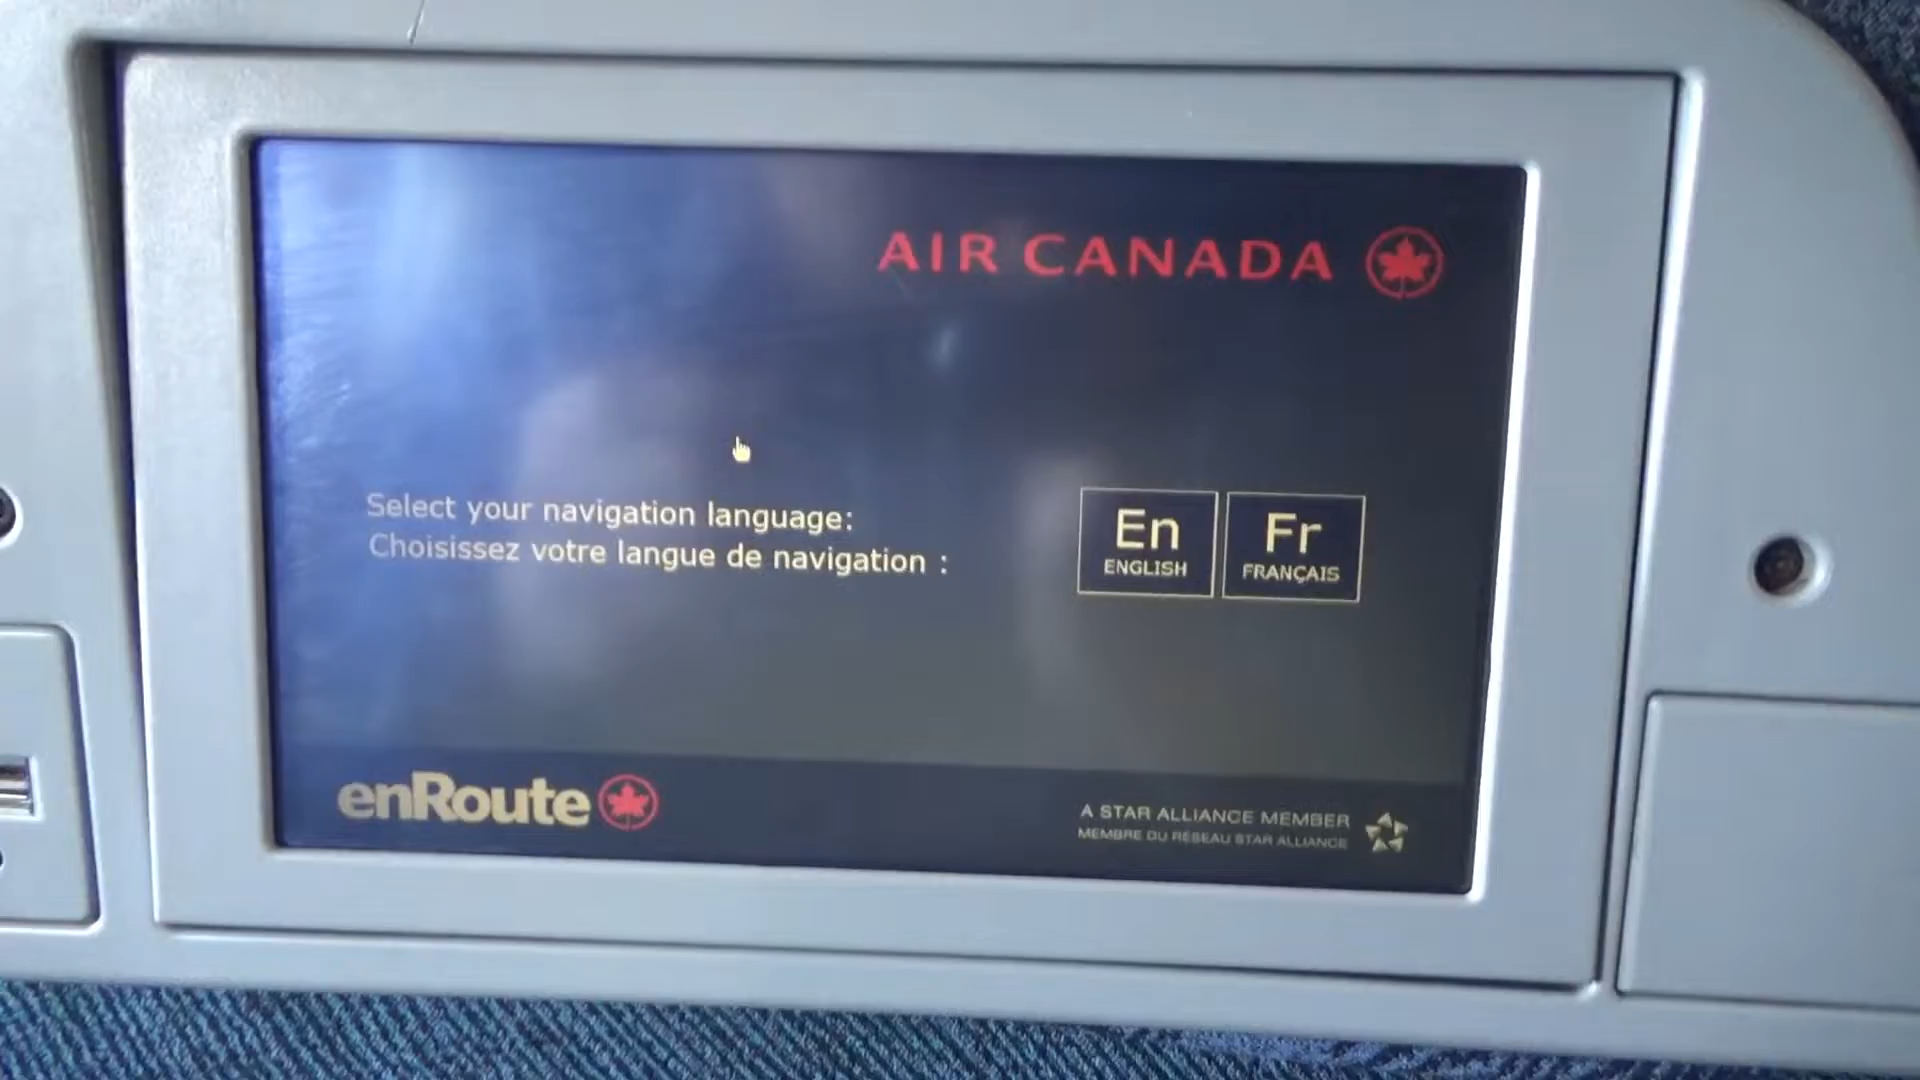 AIR CANADA
Select your navigation language:
Choisissez votre langue de navigation :
En
ENGLISH
Fr
FRANÇAIS
enRoute
A STAR ALLIANCE MEMBER
MEMBRE DU RÉSEAU STAR ALLIANCE